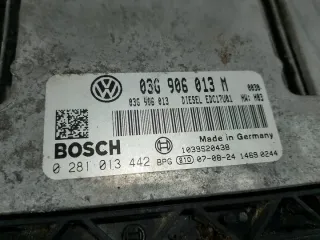 03G 906 013 M 0030
03G 906 013 DIESEL EDC17U01 HW: H03
Made in Germany
BOSCH 1039S20438
0 281 013 442 BPG E10 07-08-24 1469 0244